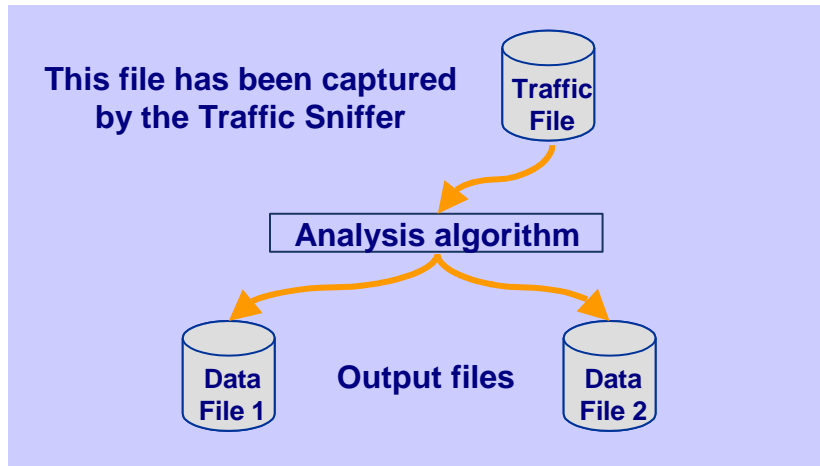 This file has been captured
by the Traffic Sniffer
Traffic
File
Analysis algorithm
Data
File 1
Output files
Data
File 2